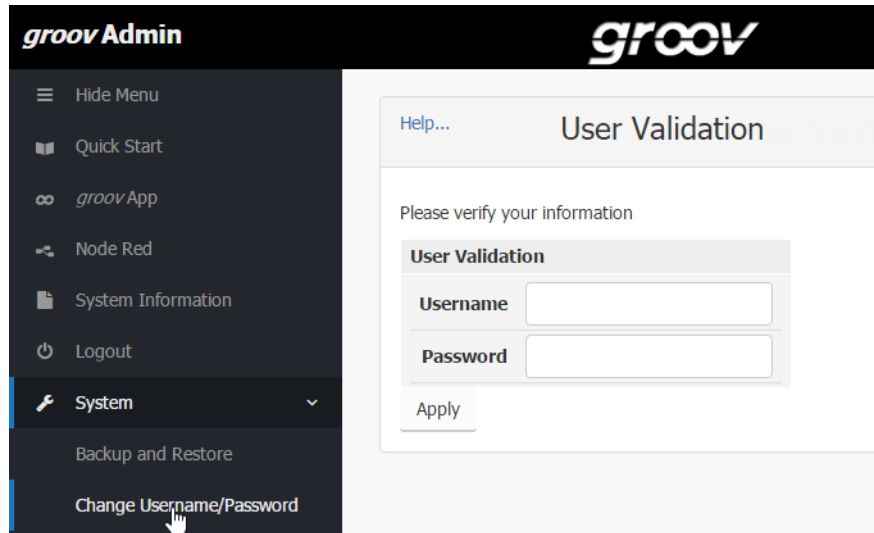 groov Admin
groov
Hide Menu
Quick Start
groov App
Node Red
System Information
Logout
System
Backup and Restore
Change Username/Password
Help...
User Validation
Please verify your information
User Validation
Username
Password
Apply